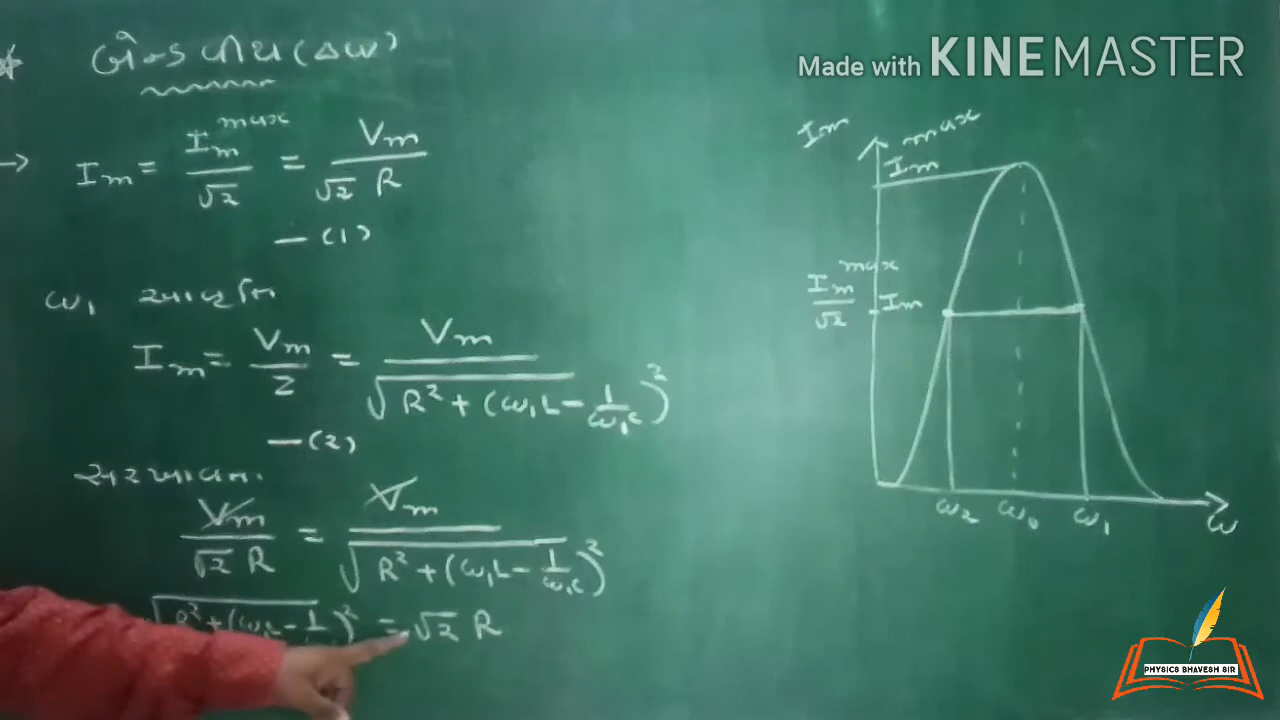 * બેન્ડ વીથ (Δω)
→ Im = Im^max/√2 = Vm/(√2 R)
— (1)
ω₁ આવૃત્તિ
Im = Vm/Z = Vm/√(R² + (ω₁L – 1/(ω₁C))²)
— (2)
સરખાવતા.
Vm/(√2 R) = Vm/√(R² + (ω₁L – 1/(ω₁C))²)
√(R² + (ω₁L – 1/)² = √2 R
Made with KINEMASTER
Im
Im^max
Im^max/√2
Im
ω₂ ω₀ ω₁ ω
PHYSICS BHAVESH SIR